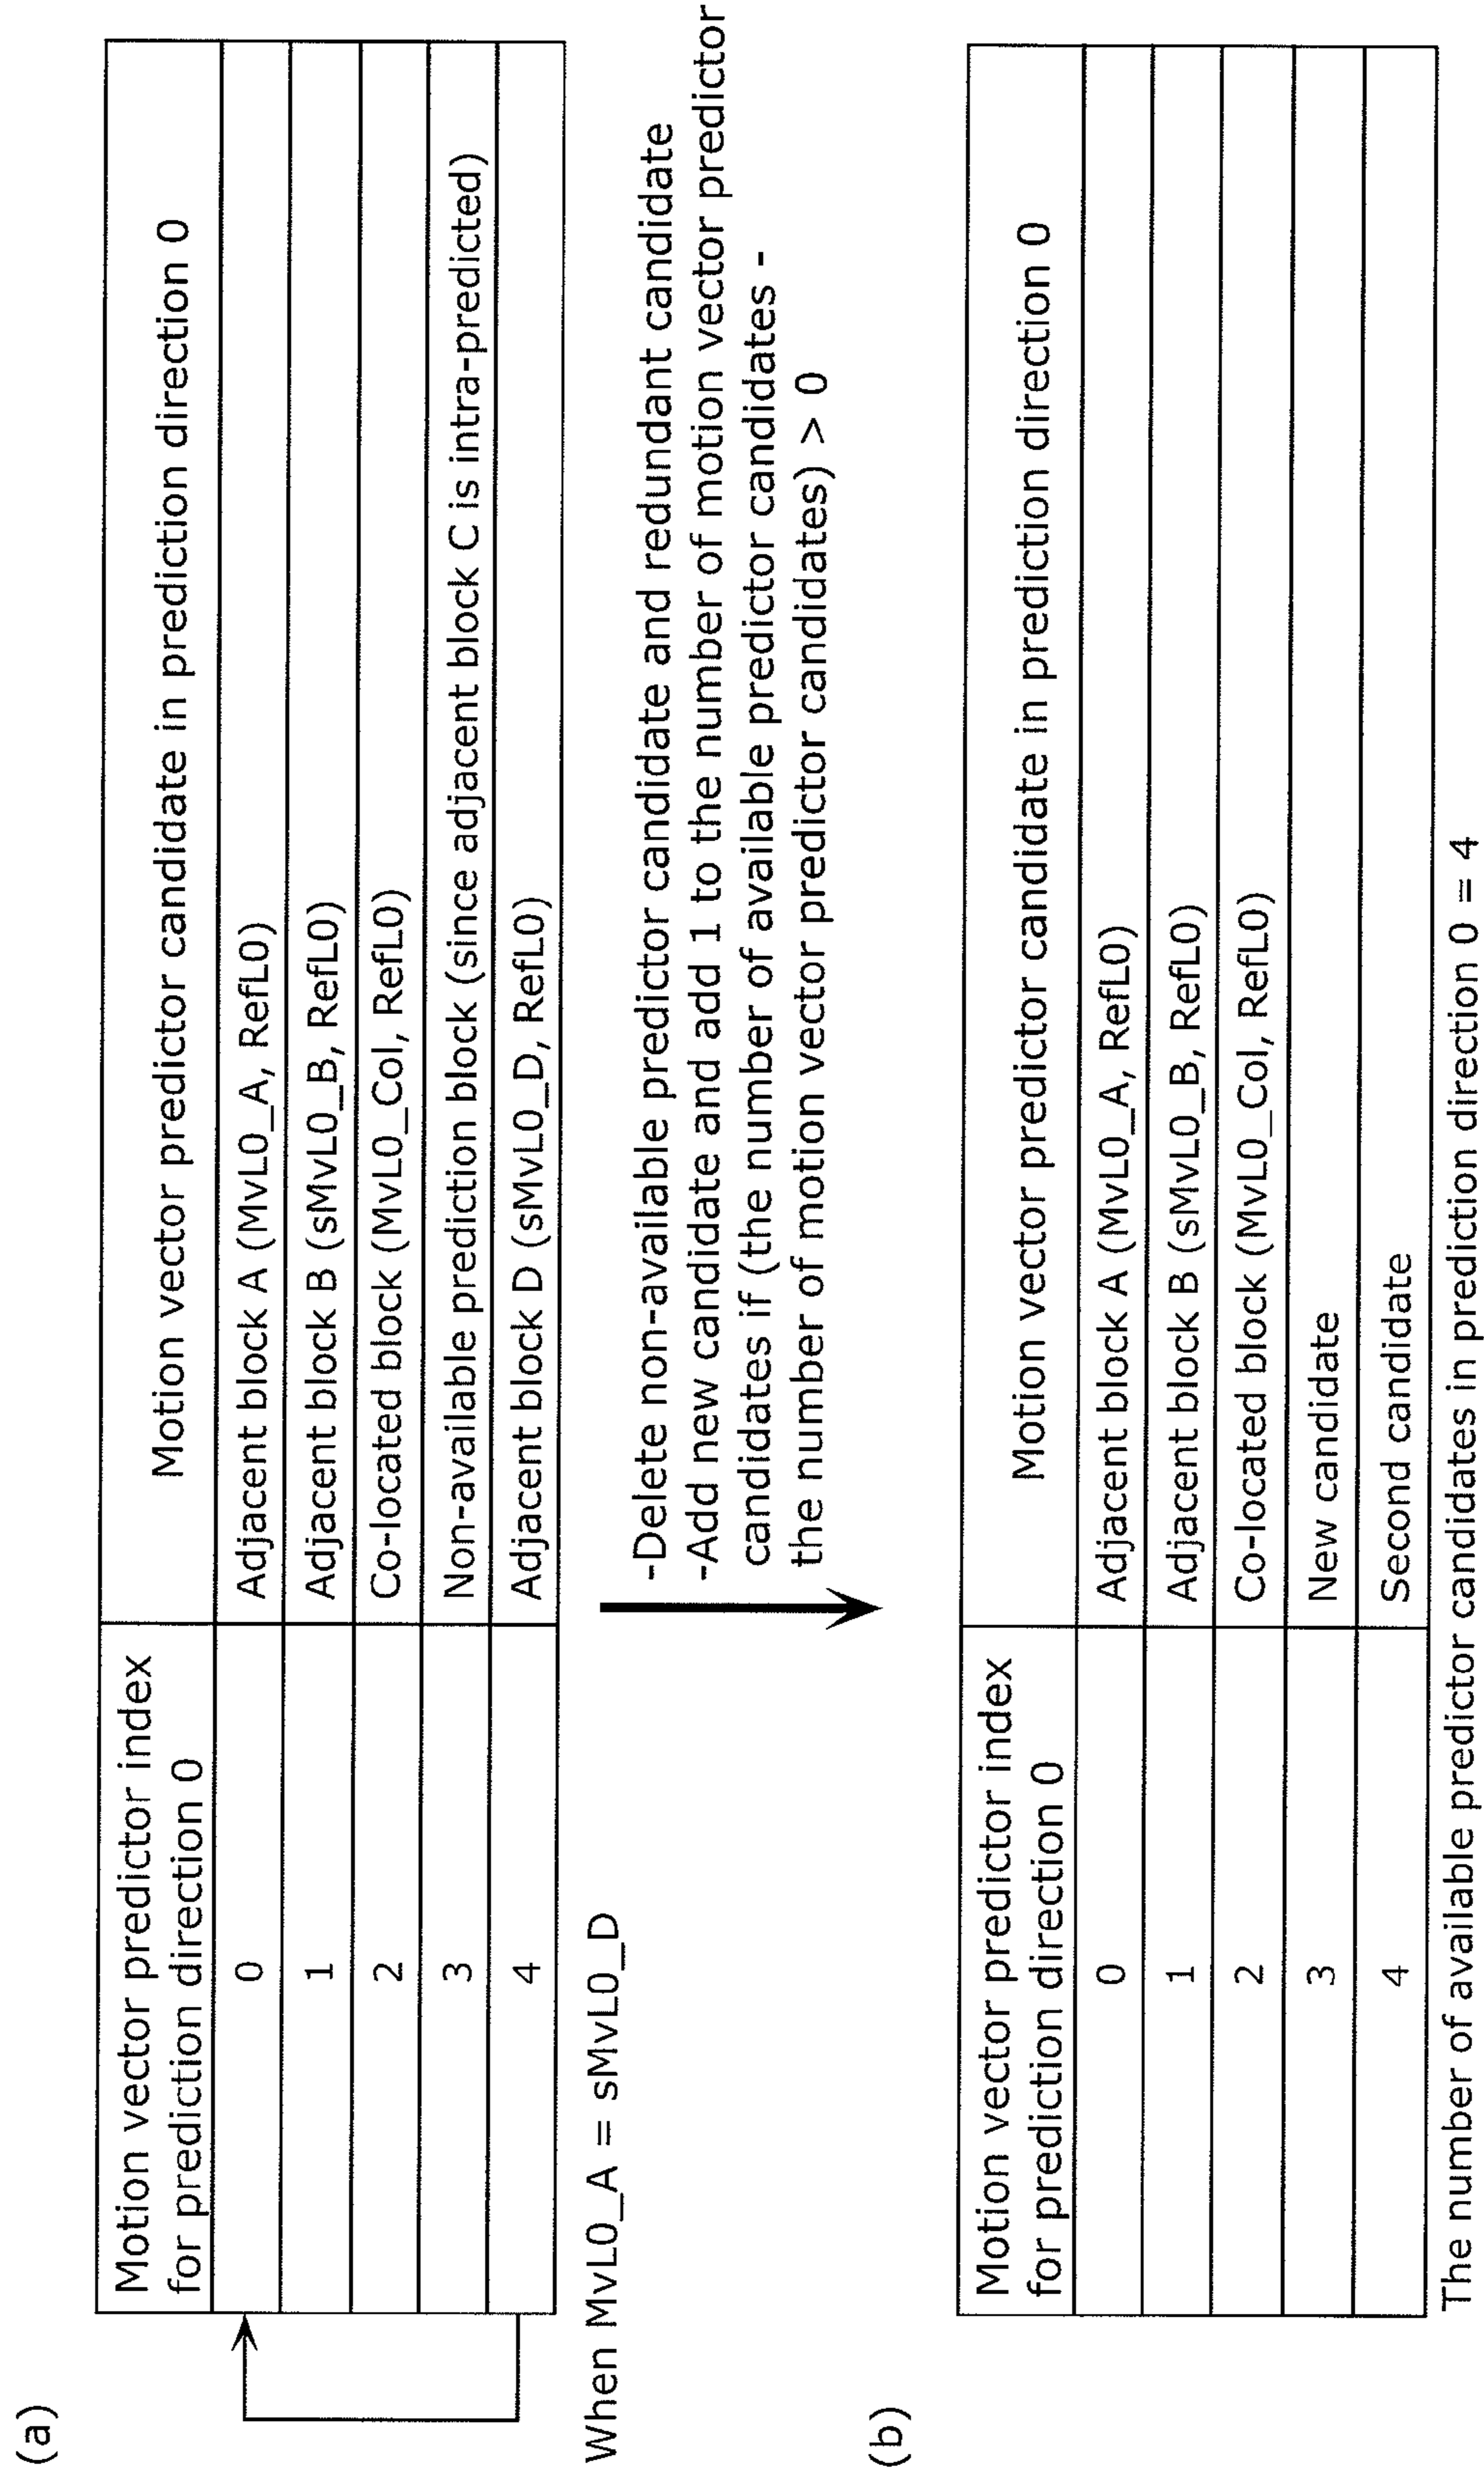 (a)
Motion vector predictor index
for prediction direction 0
Motion vector predictor candidate in prediction direction 0
0
Adjacent block A (MvL0_A, RefL0)
1
Adjacent block B (sMvL0_B, RefL0)
2
Co-located block (MvL0_Col, RefL0)
3
Non-available prediction block (since adjacent block C is intra-predicted)
4
Adjacent block D (sMvL0_D, RefL0)
When MvL0_A = sMvL0_D
-Delete non-available predictor candidate and redundant candidate
-Add new candidate and add 1 to the number of motion vector predictor
candidates if (the number of available predictor candidates -
the number of motion vector predictor candidates) > 0
(b)
Motion vector predictor index
for prediction direction 0
Motion vector predictor candidate in prediction direction 0
0
Adjacent block A (MvL0_A, RefL0)
1
Adjacent block B (sMvL0_B, RefL0)
2
Co-located block (MvL0_Col, RefL0)
3
New candidate
4
Second candidate
The number of available predictor candidates in prediction direction 0 = 4